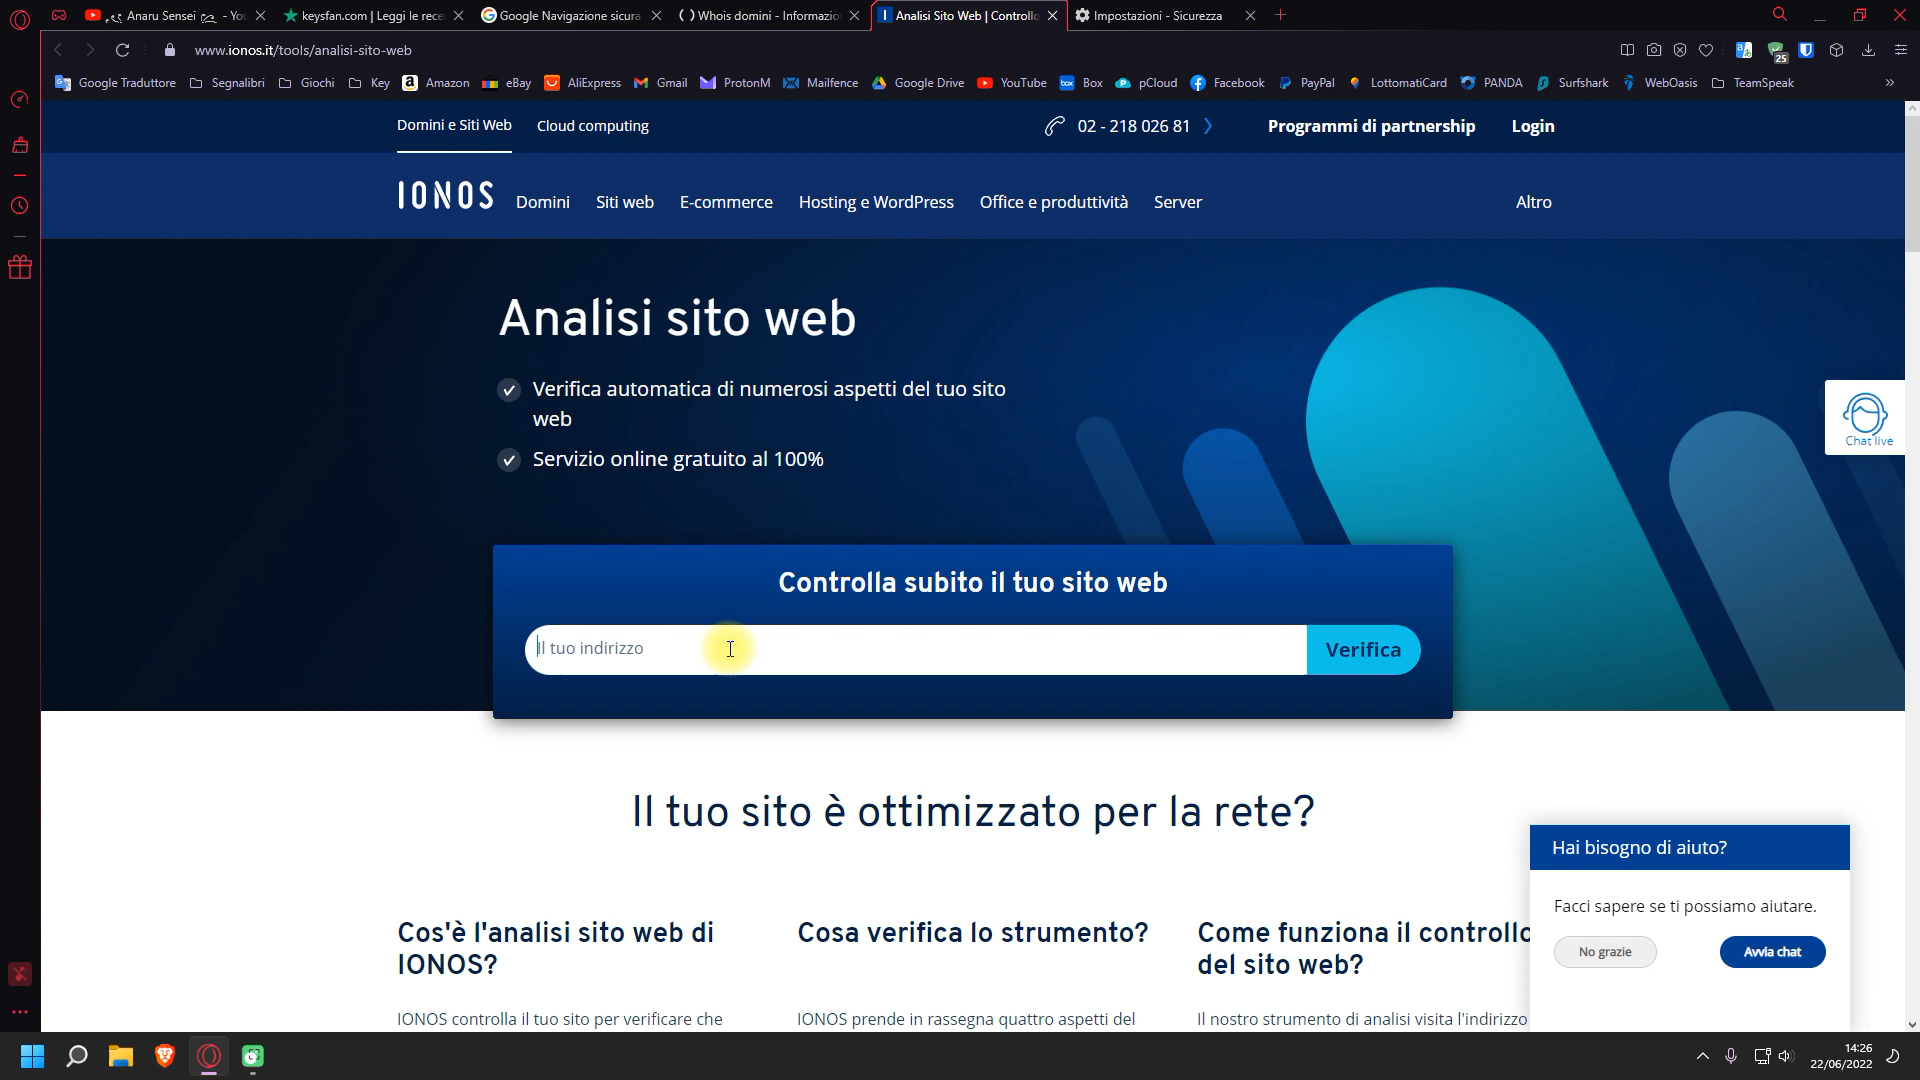 Anaru Sensei
- You
keysfan.com | Leggi le rece
Google Navigazione sicura
Whois domini - Informazio
Analisi Sito Web | Controllo
Impostazioni - Sicurezza
www.ionos.it/tools/analisi-sito-web
25
Google Traduttore
Segnalibri
Giochi
Key
Amazon
eBay
AliExpress
Gmail
ProtonM
Mailfence
Google Drive
YouTube
Box
pCloud
Facebook
PayPal
LottomatiCard
PANDA
Surfshark
WebOasis
TeamSpeak
Domini e Siti Web
Cloud computing
02 - 218 026 81
Programmi di partnership
Login
IONOS
Domini
Siti web
E-commerce
Hosting e WordPress
Office e produttività
Server
Altro
Analisi sito web
Verifica automatica di numerosi aspetti del tuo sito
web
Servizio online gratuito al 100%
Chat live
Controlla subito il tuo sito web
Il tuo indirizzo
Verifica
Il tuo sito è ottimizzato per la rete?
Cos'è l'analisi sito web di
IONOS?
IONOS controlla il tuo sito per verificare che
Cosa verifica lo strumento?
IONOS prende in rassegna quattro aspetti del
Come funziona il controllo
del sito web?
Il nostro strumento di analisi visita l'indirizzo
Hai bisogno di aiuto?
Facci sapere se ti possiamo aiutare.
No grazie
Avvia chat
14:26
22/06/2022